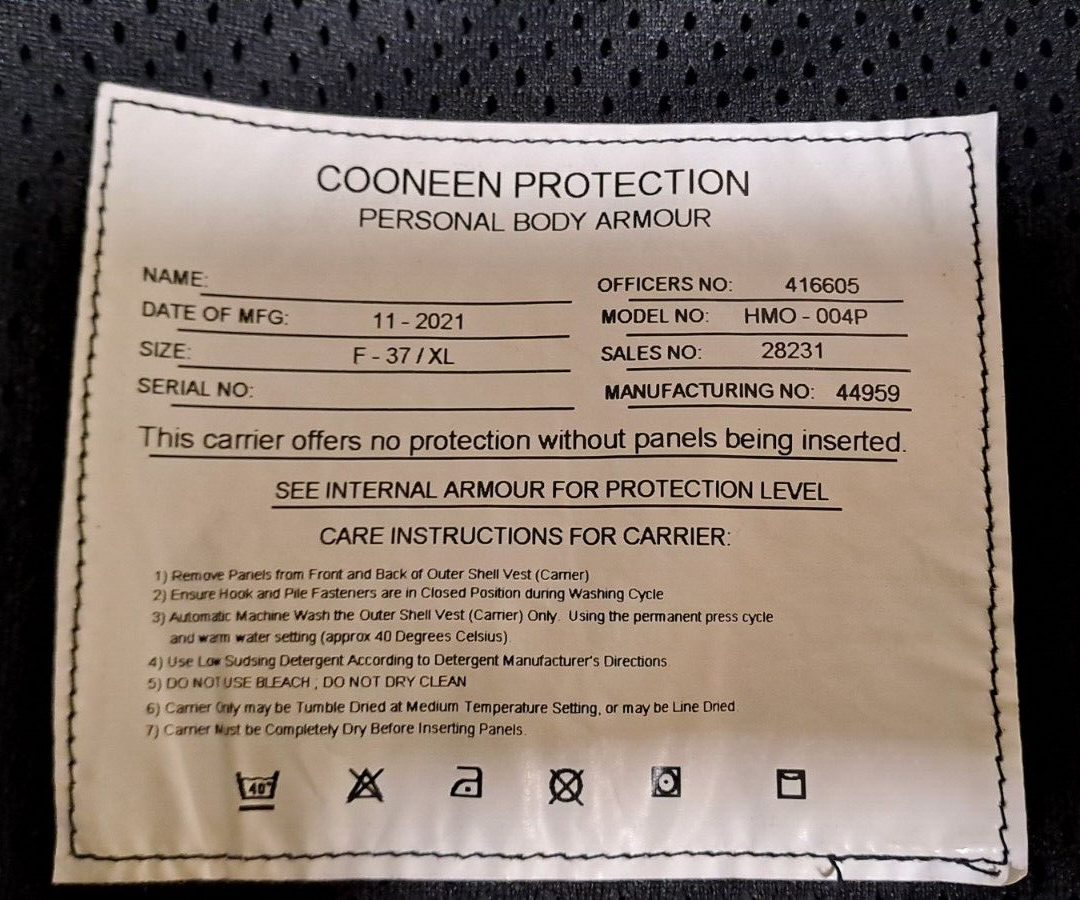 COONEEN PROTECTION
PERSONAL BODY ARMOUR
NAME:
OFFICERS NO: 416605
DATE OF MFG: 11 - 2021
MODEL NO: HMO - 004P
SIZE: F - 37 / XL
SALES NO: 28231
SERIAL NO:
MANUFACTURING NO: 44959
This carrier offers no protection without panels being inserted.
SEE INTERNAL ARMOUR FOR PROTECTION LEVEL
CARE INSTRUCTIONS FOR CARRIER:
1) Remove Panels from Front and Back of Outer Shell Vest (Carrier)
2) Ensure Hook and Pile Fasteners are in Closed Position during Washing Cycle
3) Automatic Machine Wash the Outer Shell Vest (Carrier) Only. Using the permanent press cycle
and warm water setting (approx 40 Degrees Celsius)
4) Use Low Sudsing Detergent According to Detergent Manufacturer's Directions
5) DO NOT USE BLEACH ; DO NOT DRY CLEAN
6) Carrier Only may be Tumble Dried at Medium Temperature Setting, or may be Line Dried
7) Carrier Must be Completely Dry Before Inserting Panels.
40°